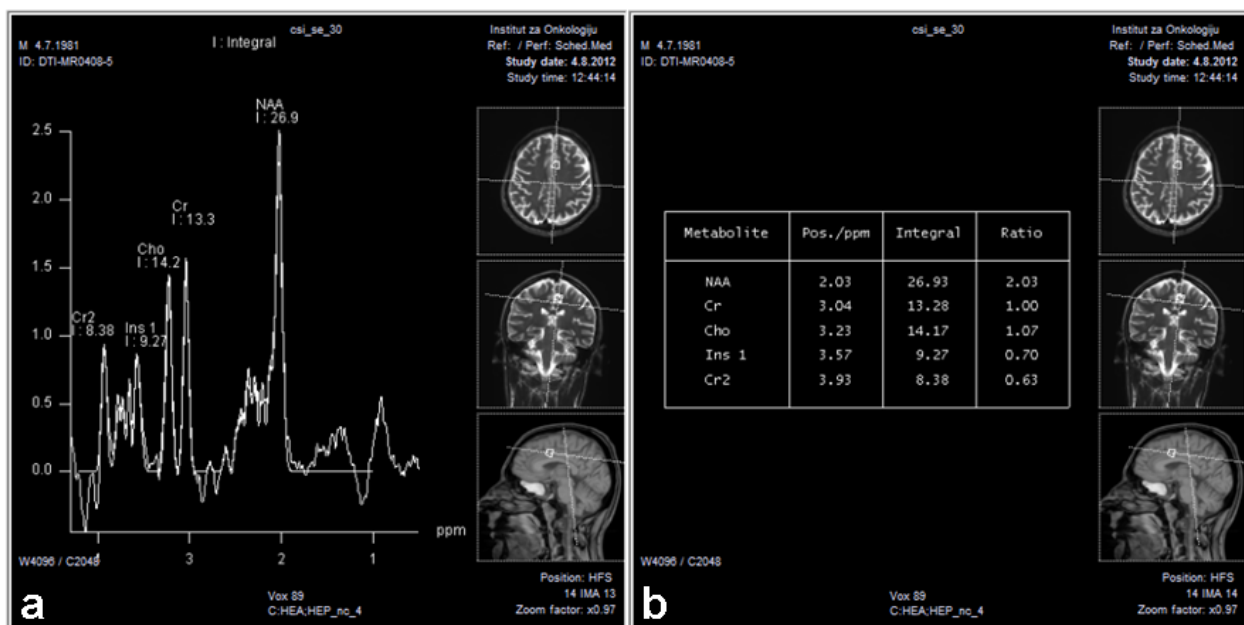 csi_se_30
I : Integral
M 4.7.1981
ID: DTI-MR0408-5
Institut za Onkologiju
Ref: / Perf: Sched.Med
Study date: 4.8.2012
Study time: 12:44:14
NAA
I : 26.9
Cr
I : 13.3
Cho
I : 14.2
Cr2
I : 8.38
Ins 1
I : 9.27
2.5
2.0
1.5
1.0
0.5
0.0
4 3 2 1
ppm
W4096 / C2048
Vox 89
C:HEA;HEP_nc_4
Position: HFS
14 IMA 13
Zoom factor: x0.97
a
csi_se_30
M 4.7.1981
ID: DTI-MR0408-5
Institut za Onkologiju
Ref: / Perf: Sched.Med
Study date: 4.8.2012
Study time: 12:44:14
Metabolite Pos./ppm Integral Ratio
NAA 2.03 26.93 2.03
Cr 3.04 13.28 1.00
Cho 3.23 14.17 1.07
Ins 1 3.57 9.27 0.70
Cr2 3.93 8.38 0.63
W4096 / C2048
Vox 89
C:HEA;HEP_nc_4
Position: HFS
14 IMA 14
Zoom factor: x0.97
b